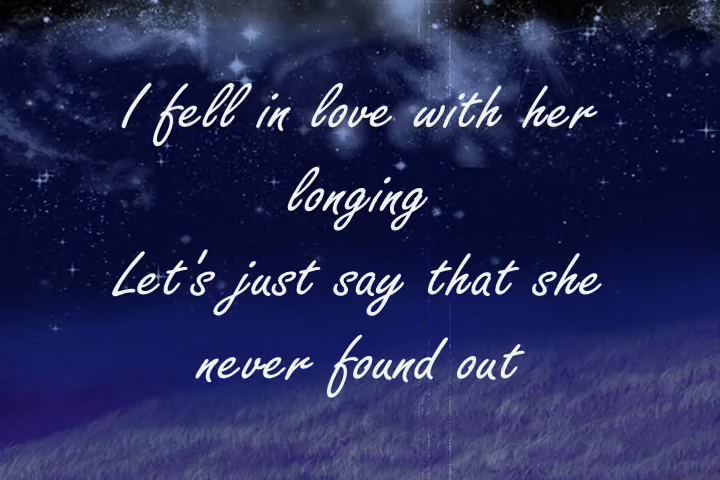 I fell in love with her
longing
Let's just say that she
never found out